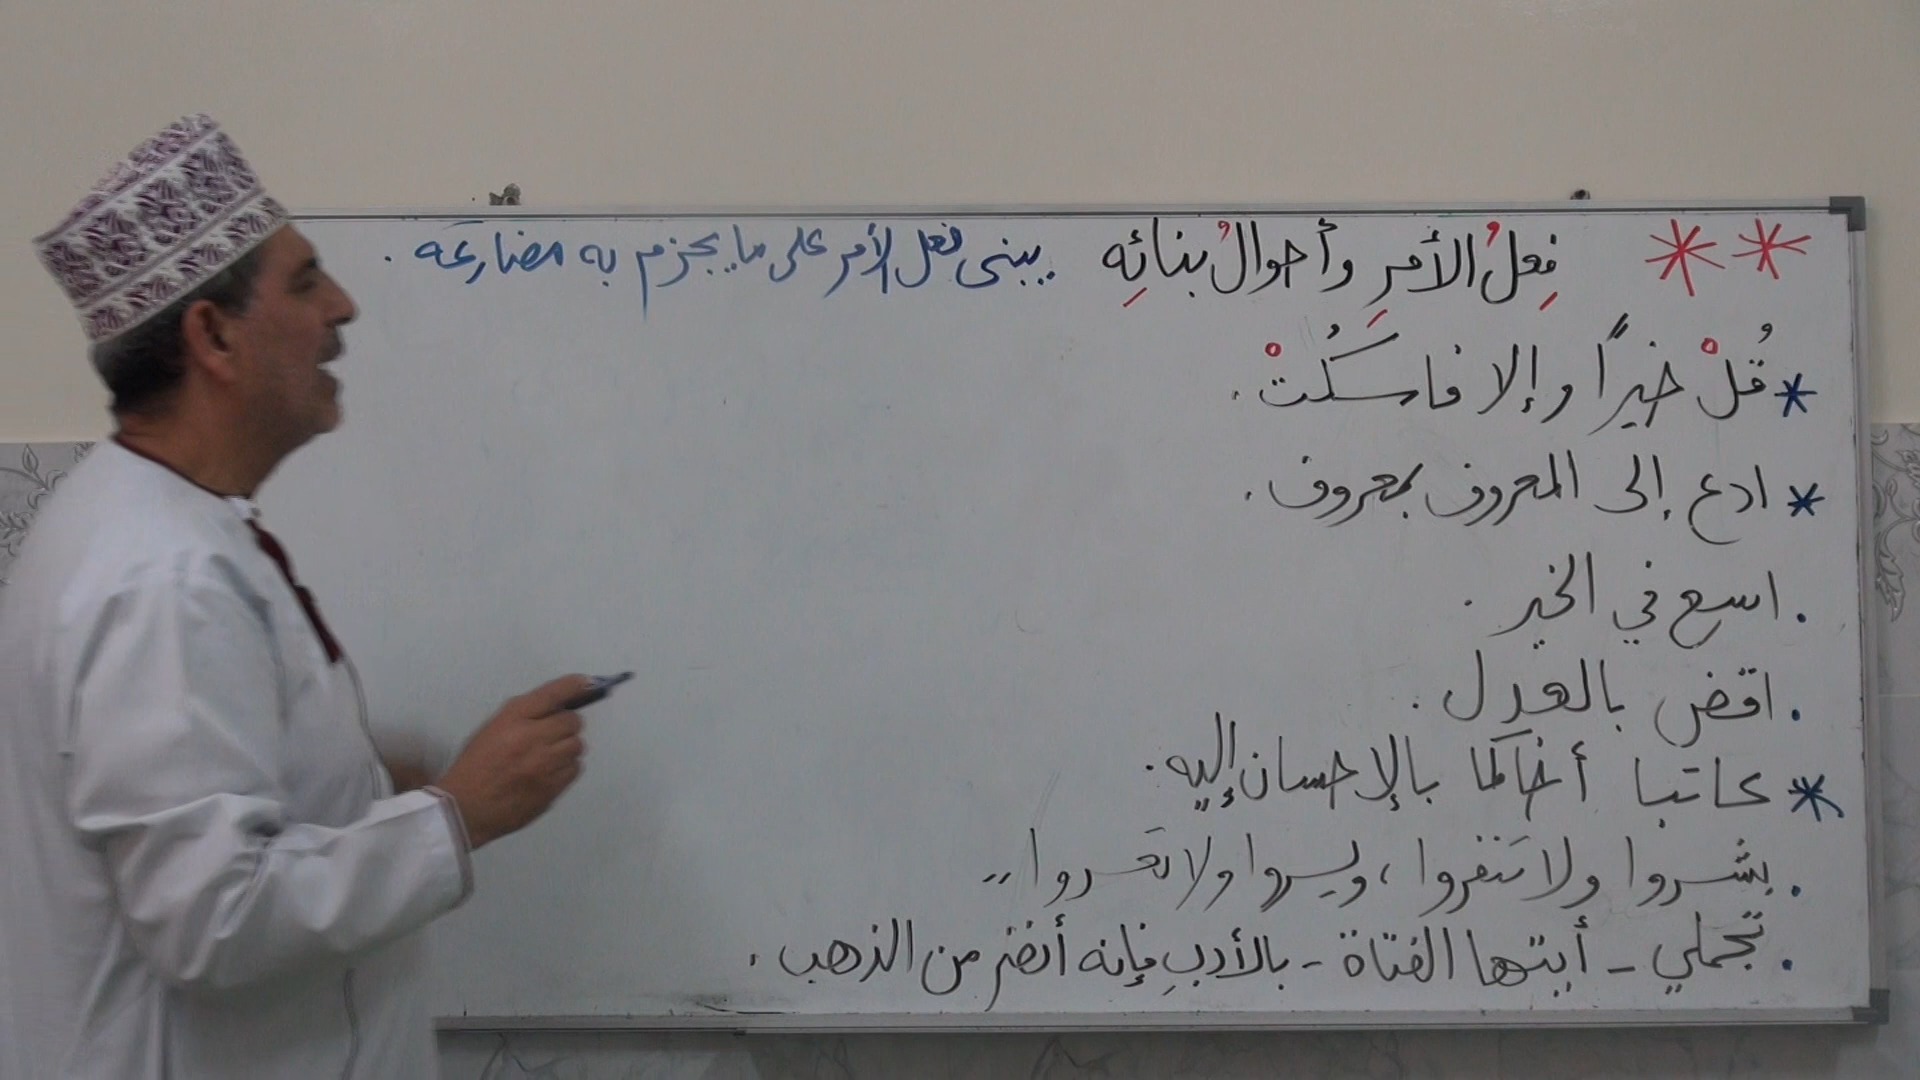 ** فِعلُ الأمرِ وأحوالُ بنائِه . يبنى فعل الأمر على ما يجزم به مضارعه .
* قُلْ خيرًا وإلا فاسكُتْ .
* ادع إلى المعروف بمعروف .
. اسع في الخير .
. اقض بالعدل .
* عاتبا أخاكما بالإحسان إليه .
. بشروا ولا تنفروا ، ويسروا ولا تعسروا ..
. تجملي - أيتها الفتاة - بالأدبِ فإنه أنضر من الذهب .